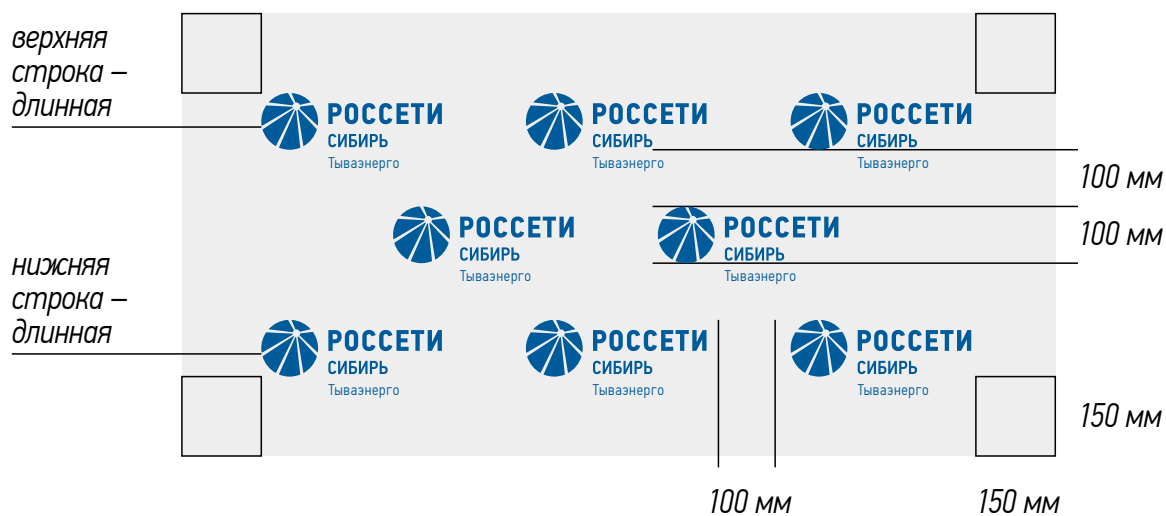 верхняя
строка –
длинная
РОССЕТИ
СИБИРЬ
Тываэнерго
РОССЕТИ
СИБИРЬ
Тываэнерго
РОССЕТИ
СИБИРЬ
Тываэнерго
100 мм
РОССЕТИ
СИБИРЬ
Тываэнерго
РОССЕТИ
СИБИРЬ
Тываэнерго
100 мм
нижняя
строка –
длинная
РОССЕТИ
СИБИРЬ
Тываэнерго
РОССЕТИ
СИБИРЬ
Тываэнерго
РОССЕТИ
СИБИРЬ
Тываэнерго
150 мм
100 мм
150 мм